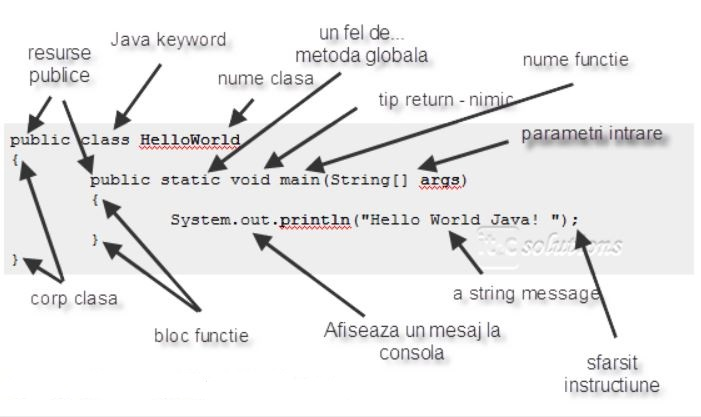 un fel de...
metoda globala
Java keyword
resurse
publice
nume clasa
nume functie
tip return - nimic
parametri intrare
public class HelloWorld
{
public static void main(String[] args)
{
System.out.println("Hello World Java! ");
}
}
it.c solutions
corp clasa
bloc functie
Afiseaza un mesaj la
consola
a string message
sfarsit
instructiune